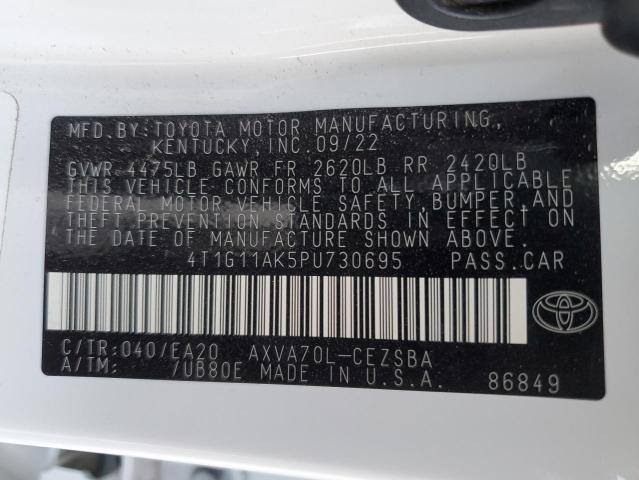 MFD.BY:TOYOTA MOTOR MANUFACTURING,
KENTUCKY, INC. 09/22
GVWR 4475LB GAWR FR 2620LB RR 2420LB
THIS VEHICLE CONFORMS TO ALL APPLICABLE
FEDERAL MOTOR VEHICLE SAFETY, BUMPER,AND
THEFT PREVENTION STANDARDS IN EFFECT ON
THE DATE OF MANUFACTURE SHOWN ABOVE.
4T1G11AK5PU730695 PASS.CAR
C/TR:040/EA20 AXVA70L-CEZSBA
A/TM: /UB80E MADE IN U.S.A. 86849